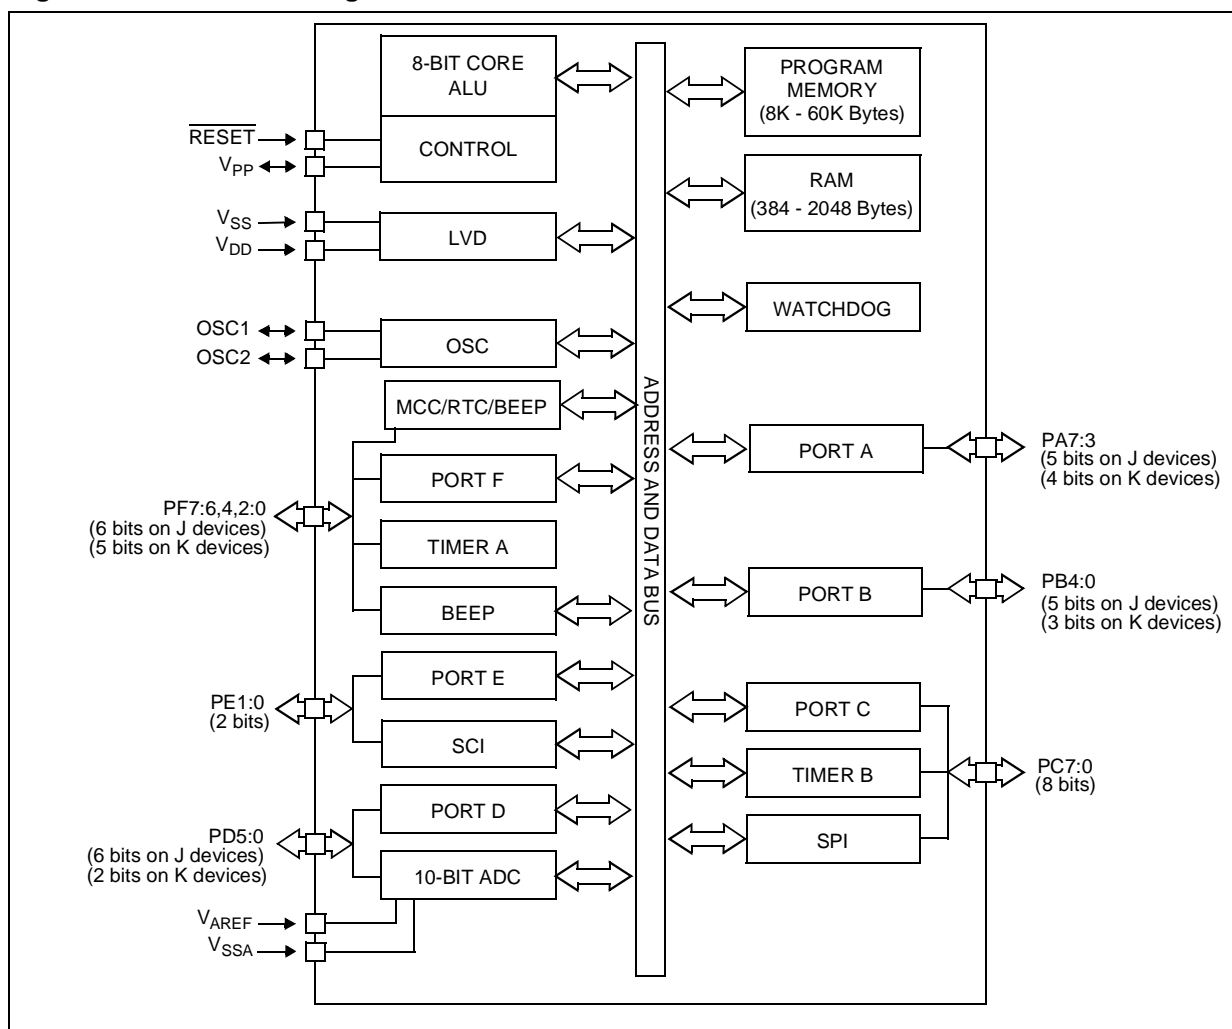 8-BIT CORE
ALU
CONTROL
RESET
VPP
VSS
VDD
LVD
OSC1
OSC2
OSC
MCC/RTC/BEEP
PORT F
PF7:6,4,2:0
(6 bits on J devices)
(5 bits on K devices)
TIMER A
BEEP
PORT E
PE1:0
(2 bits)
SCI
PORT D
PD5:0
(6 bits on J devices)
(2 bits on K devices)
10-BIT ADC
VAREF
VSSA
ADDRESS AND DATA BUS
PROGRAM
MEMORY
(8K - 60K Bytes)
RAM
(384 - 2048 Bytes)
WATCHDOG
PORT A
PA7:3
(5 bits on J devices)
(4 bits on K devices)
PORT B
PB4:0
(5 bits on J devices)
(3 bits on K devices)
PORT C
TIMER B
PC7:0
(8 bits)
SPI